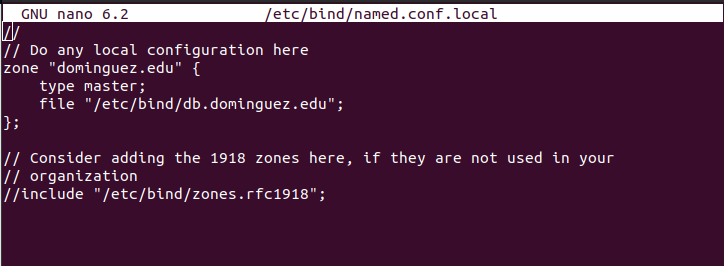 GNU nano 6.2 /etc/bind/named.conf.local
//
// Do any local configuration here
zone "dominguez.edu" {
    type master;
    file "/etc/bind/db.dominguez.edu";
};

// Consider adding the 1918 zones here, if they are not used in your
// organization
//include "/etc/bind/zones.rfc1918";